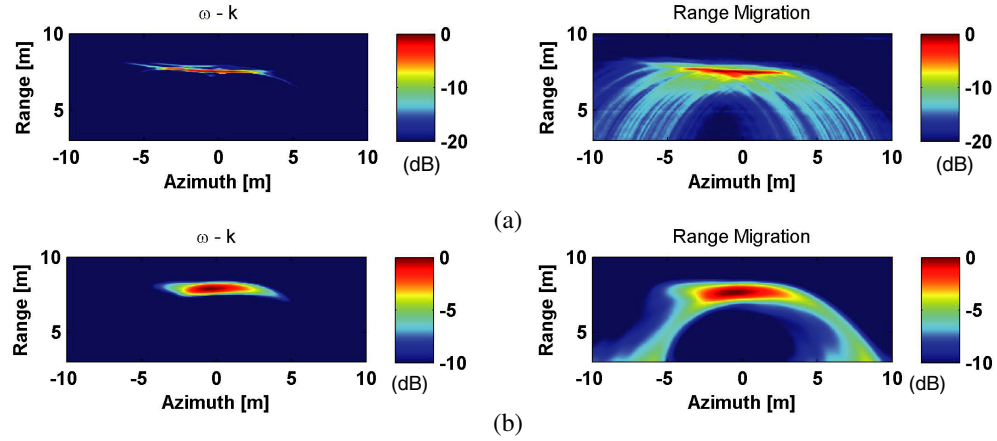 ω - k
Range Migration
10
5
-10 -5 0 5 10
Range [m]
Azimuth [m]
0
-10
-20
(dB)
10
5
-10 -5 0 5 10
Range [m]
Azimuth [m]
0
-10
-20
(dB)
(a)
ω - k
Range Migration
10
5
-10 -5 0 5 10
Range [m]
Azimuth [m]
0
-5
-10
(dB)
10
5
-10 -5 0 5 10
Range [m]
Azimuth [m]
0
-5
-10
(dB)
(b)